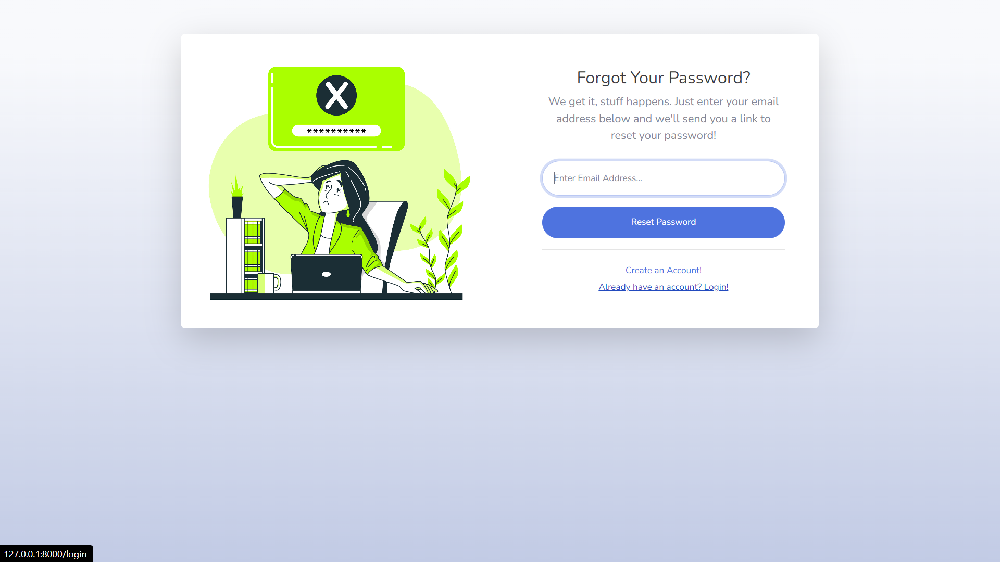 **********
Forgot Your Password?
We get it, stuff happens. Just enter your email
address below and we'll send you a link to
reset your password!
Enter Email Address...
Reset Password
Create an Account!
Already have an account? Login!
127.0.0.1:8000/login